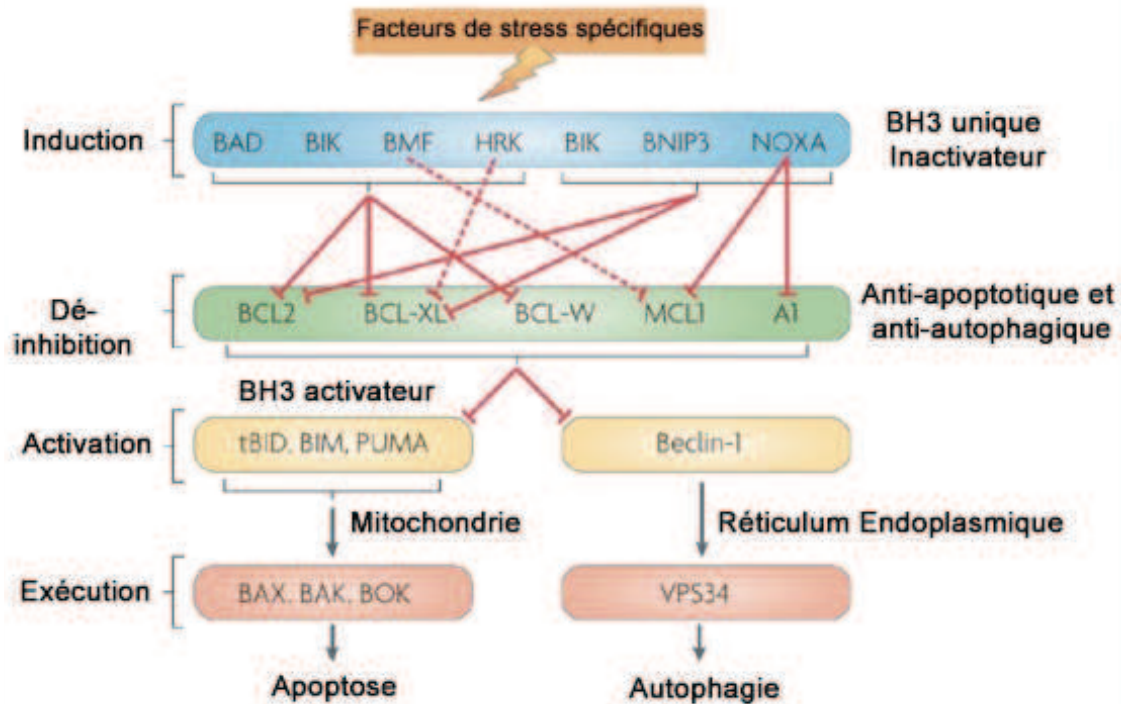 Facteurs de stress spécifiques
Induction
BAD BIK BMF HRK BIK BNIP3 NOXA
BH3 unique
Inactivateur
Dé-
inhibition
BCL2 BCL-XL BCL-W MCL1 A1
Anti-apoptotique et
anti-autophagique
BH3 activateur
Activation
tBID, BIM, PUMA
Beclin-1
Mitochondrie
Réticulum Endoplasmique
Exécution
BAX, BAK, BOK
VPS34
Apoptose
Autophagie